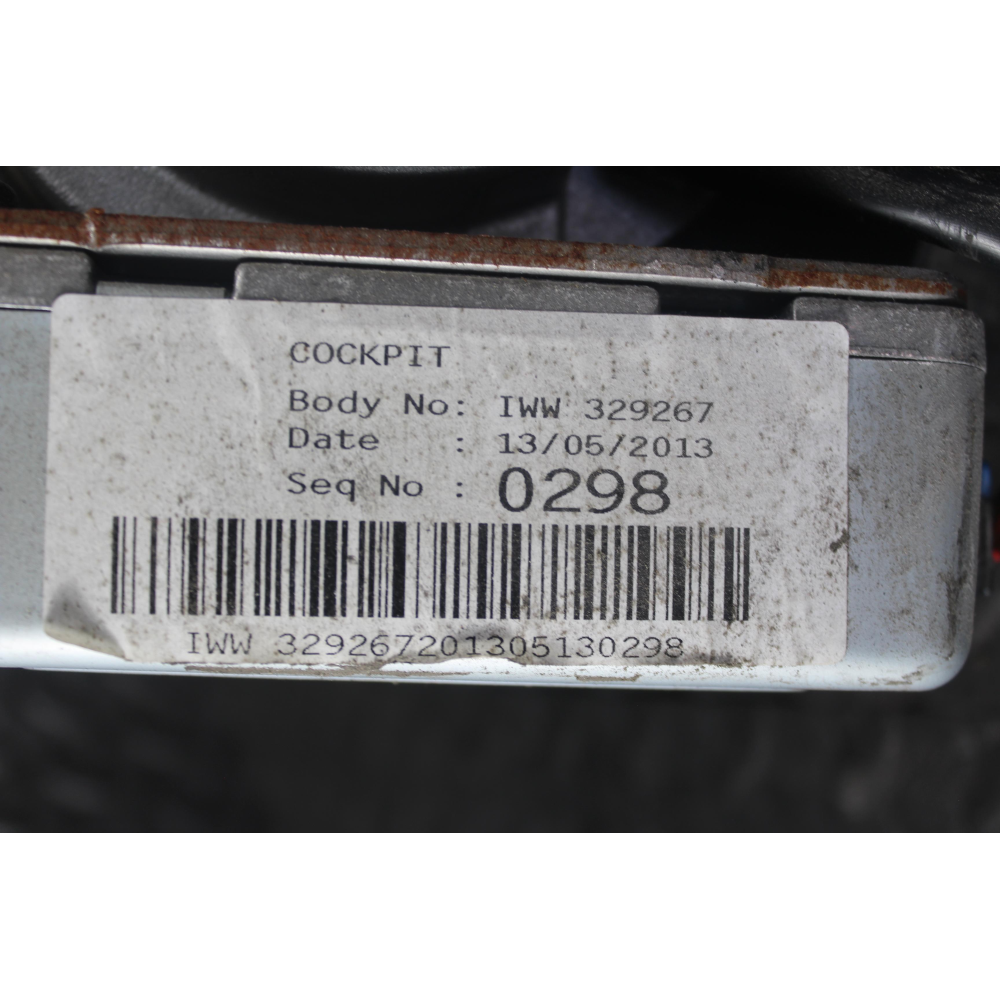 COCKPIT
Body No: IWW 329267
Date : 13/05/2013
Seq No : 0298
IWW 329267201305130298